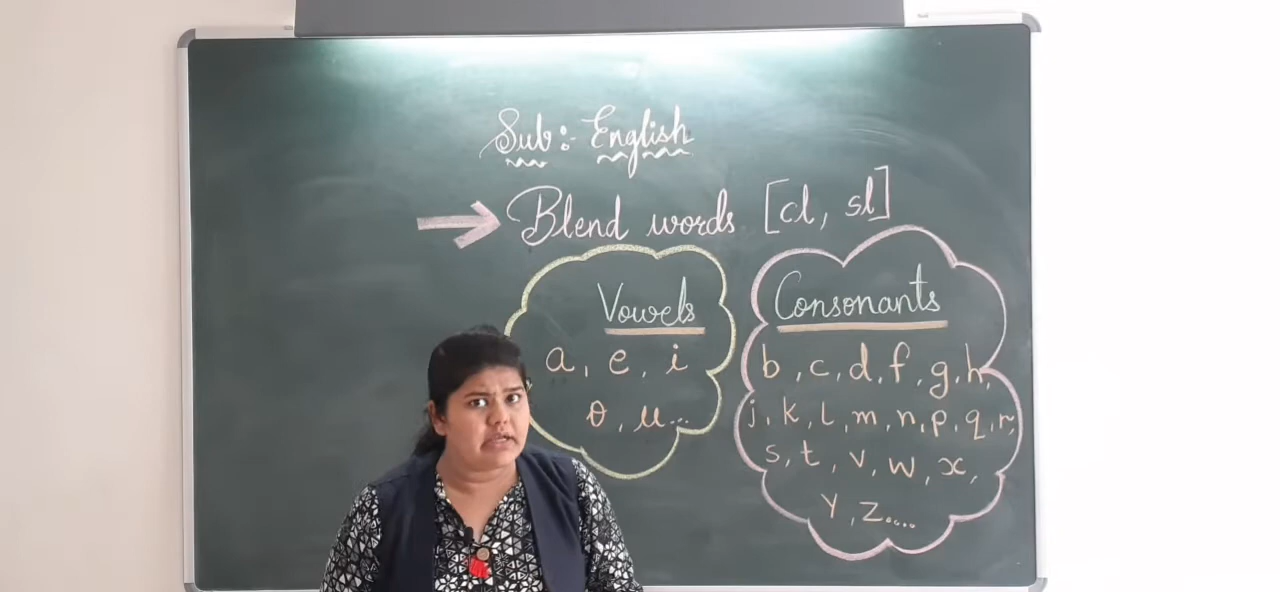 Sub:- English
Blend words [cl, sl]
Vowels
a, e, i
o, u...
Consonants
b, c, d, f, g, h,
j, k, l, m, n, p, q, r,
s, t, v, w, x,
y, z....